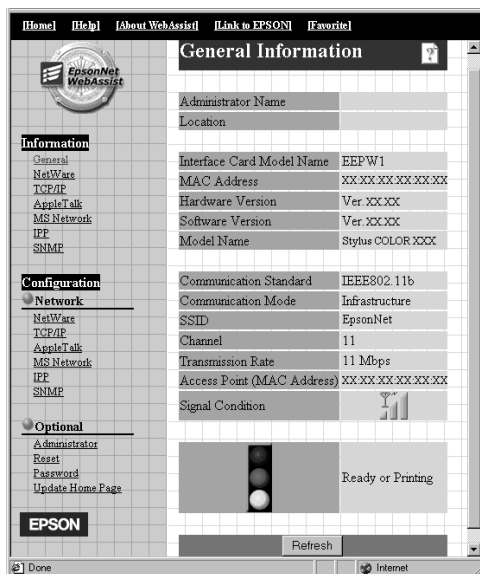 [Home] [Help] [About WebAssist] [Link to EPSON] [Favorite]
EpsonNet
WebAssist
Information
General
NetWare
TCP/IP
AppleTalk
MS Network
IPP
SNMP
Configuration
Network
NetWare
TCP/IP
AppleTalk
MS Network
IPP
SNMP
Optional
Administrator
Reset
Password
Update Home Page
EPSON
General Information
?
Administrator Name
Location
Interface Card Model Name EEPW1
MAC Address XX:XX:XX:XX:XX:XX
Hardware Version Ver. XX.XX
Software Version Ver. XX.XX
Model Name Stylus COLOR XXX
Communication Standard IEEE802.11b
Communication Mode Infrastructure
SSID EpsonNet
Channel 11
Transmission Rate 11 Mbps
Access Point (MAC Address) XX:XX:XX:XX:XX:XX
Signal Condition
Ready or Printing
Refresh
Done Internet